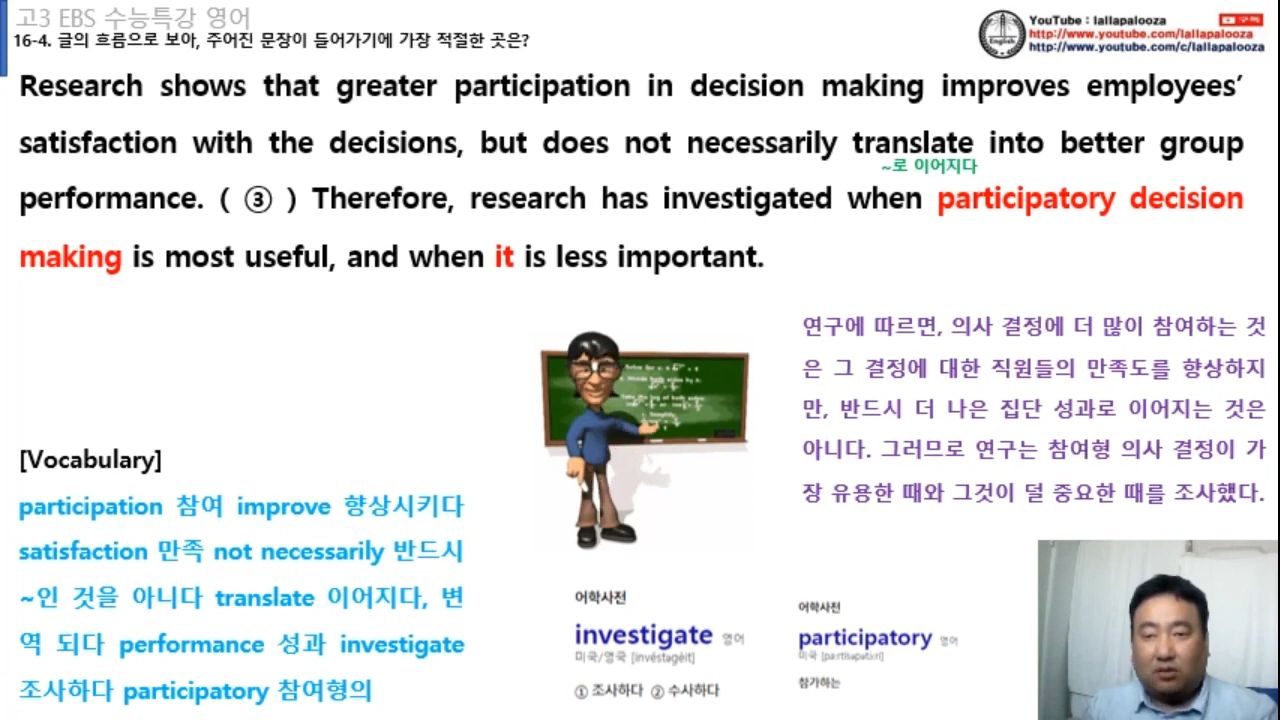 고3 EBS 수능특강 영어
16-4. 글의 흐름으로 보아, 주어진 문장이 들어가기에 가장 적절한 곳은?
YouTube : lallapalooza
구독
http://www.youtube.com/lallapalooza
http://www.youtube.com/c/lallapalooza
English
Research shows that greater participation in decision making improves employees’
satisfaction with the decisions, but does not necessarily translate into better group
~로 이어지다
performance. ( ③ ) Therefore, research has investigated when participatory decision
making is most useful, and when it is less important.
연구에 따르면, 의사 결정에 더 많이 참여하는 것
은 그 결정에 대한 직원들의 만족도를 향상하지
만, 반드시 더 나은 집단 성과로 이어지는 것은
아니다. 그러므로 연구는 참여형 의사 결정이 가
장 유용한 때와 그것이 덜 중요한 때를 조사했다.
[Vocabulary]
participation 참여 improve 향상시키다
satisfaction 만족 not necessarily 반드시
~인 것을 아니다 translate 이어지다, 변
역 되다 performance 성과 investigate
조사하다 participatory 참여형의
어학사전
investigate 영어
미국/영국 [invéstəgèit]
① 조사하다 ② 수사하다
어학사전
participatory 영어
참가하는